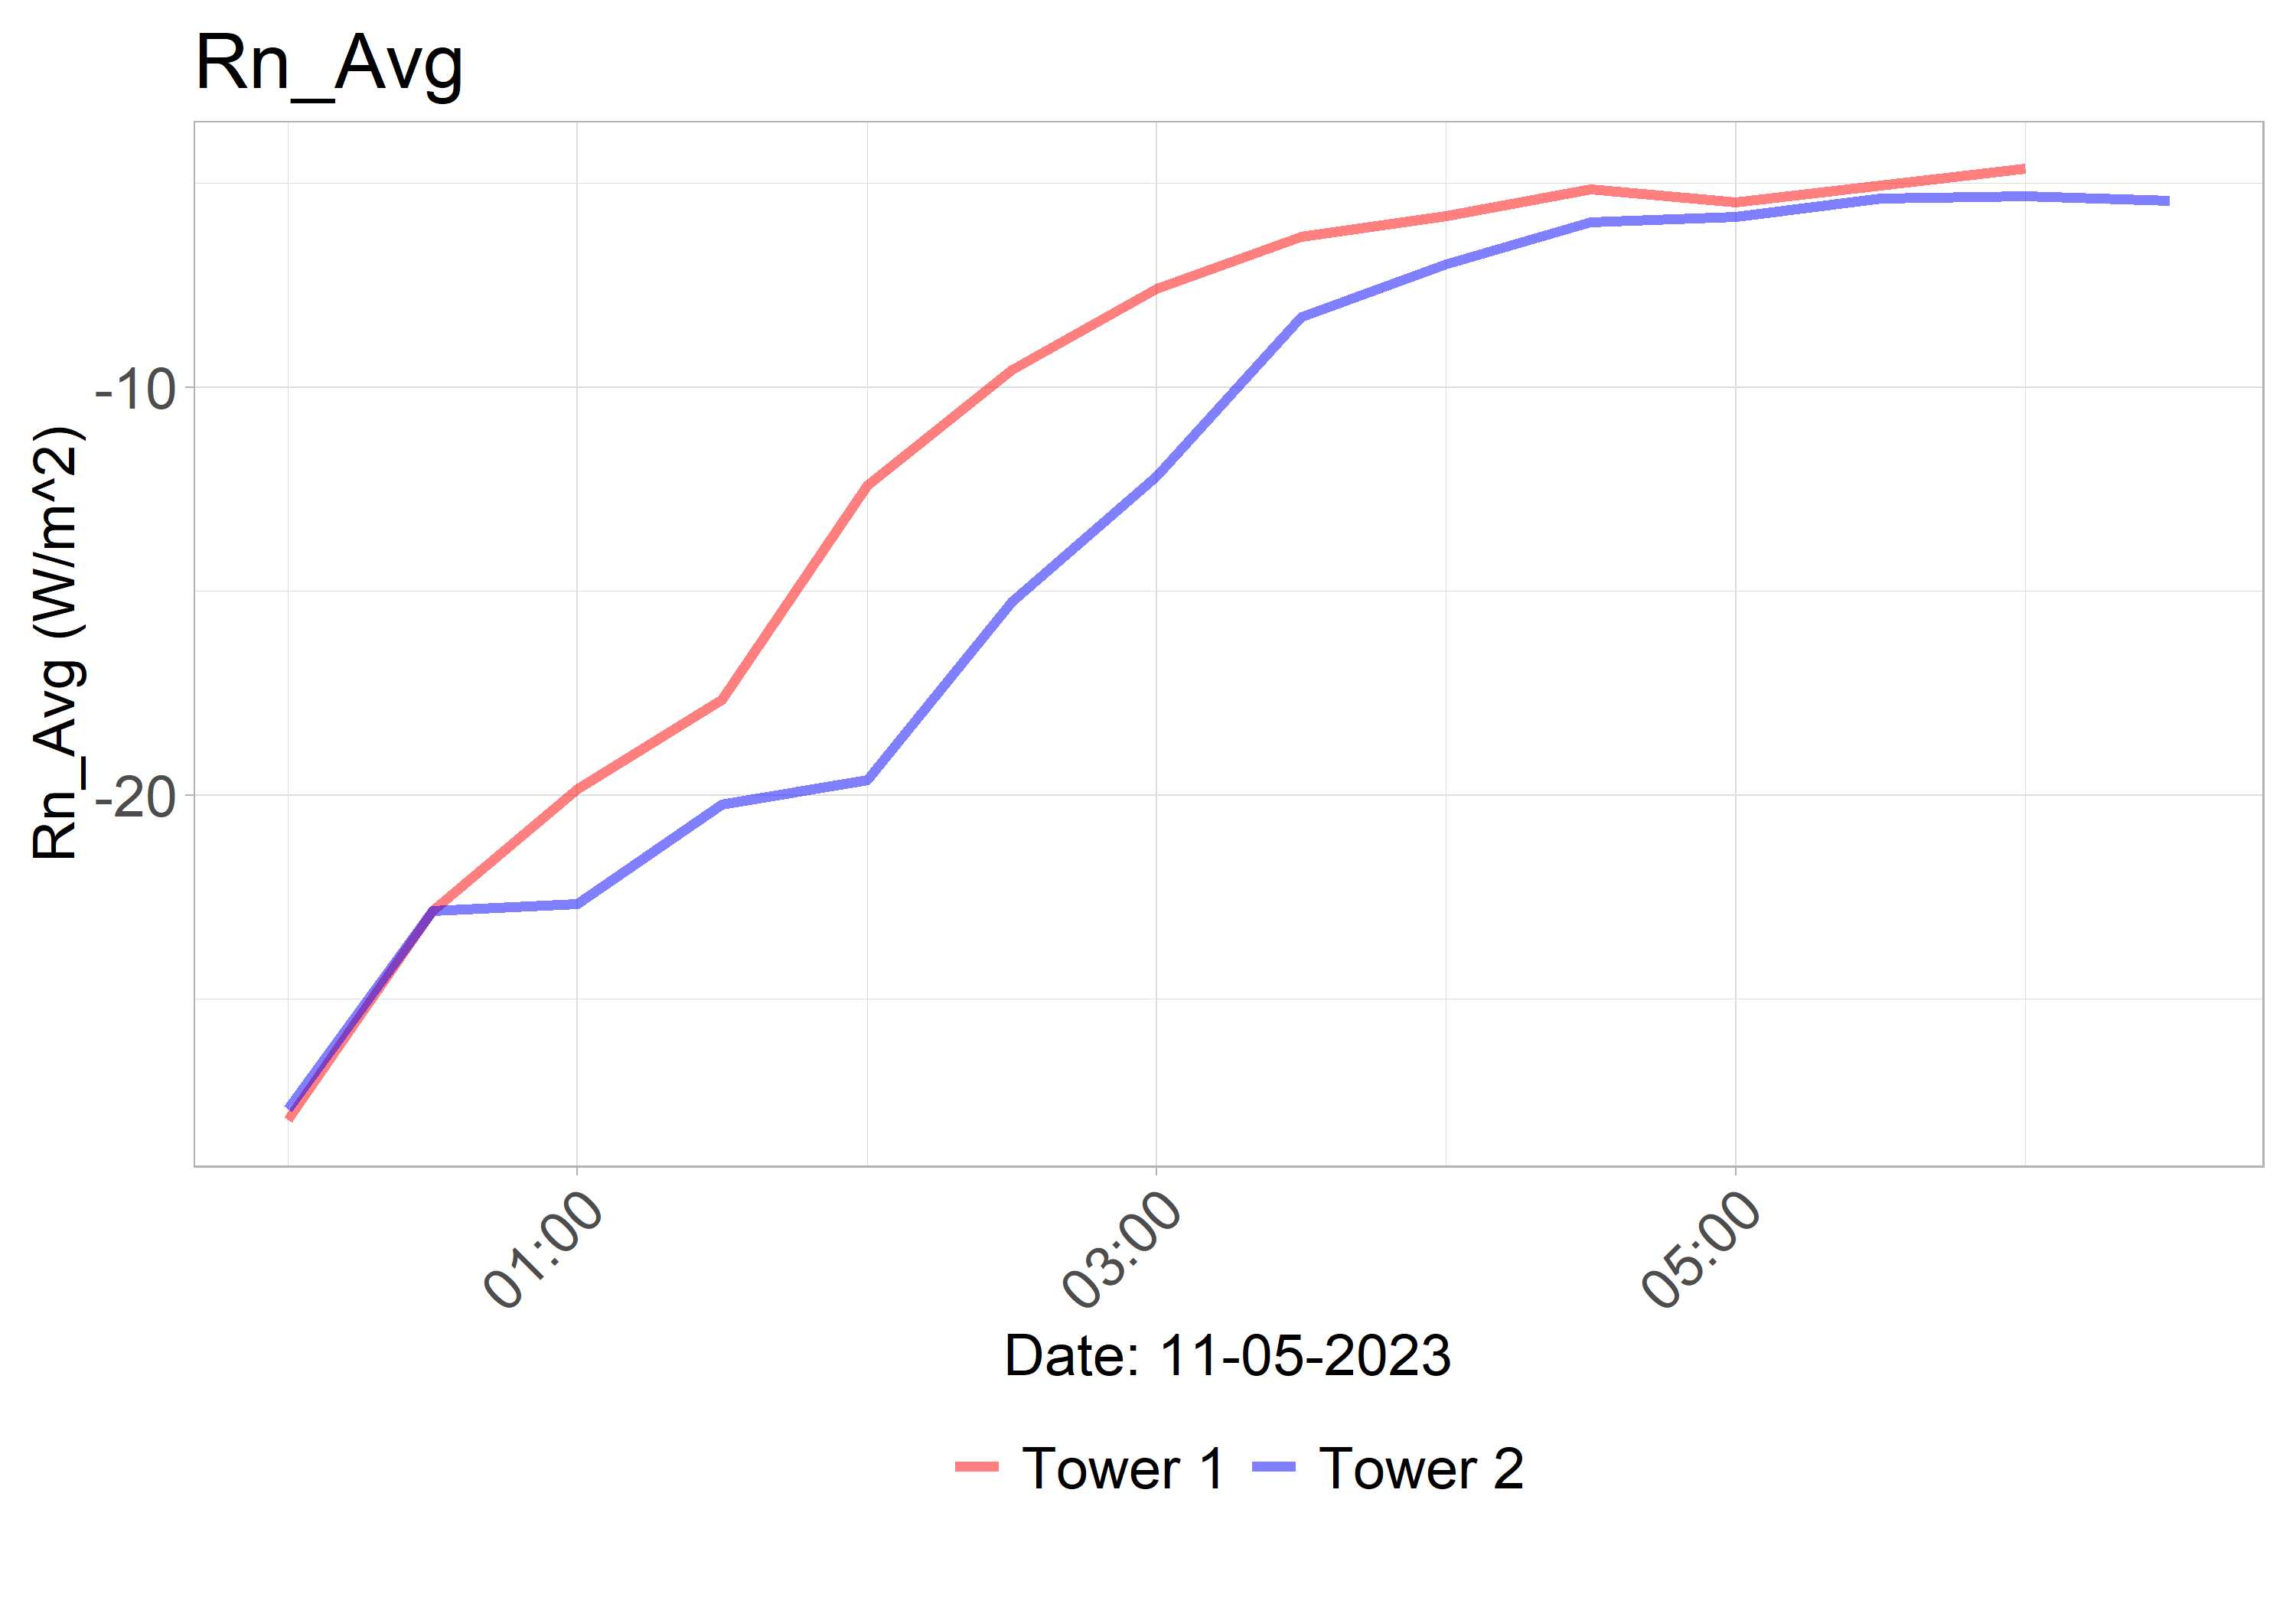 Rn_Avg
Rn_Avg (W/m^2)
-10
-20
01:00
03:00
05:00
Date: 11-05-2023
Tower 1
Tower 2